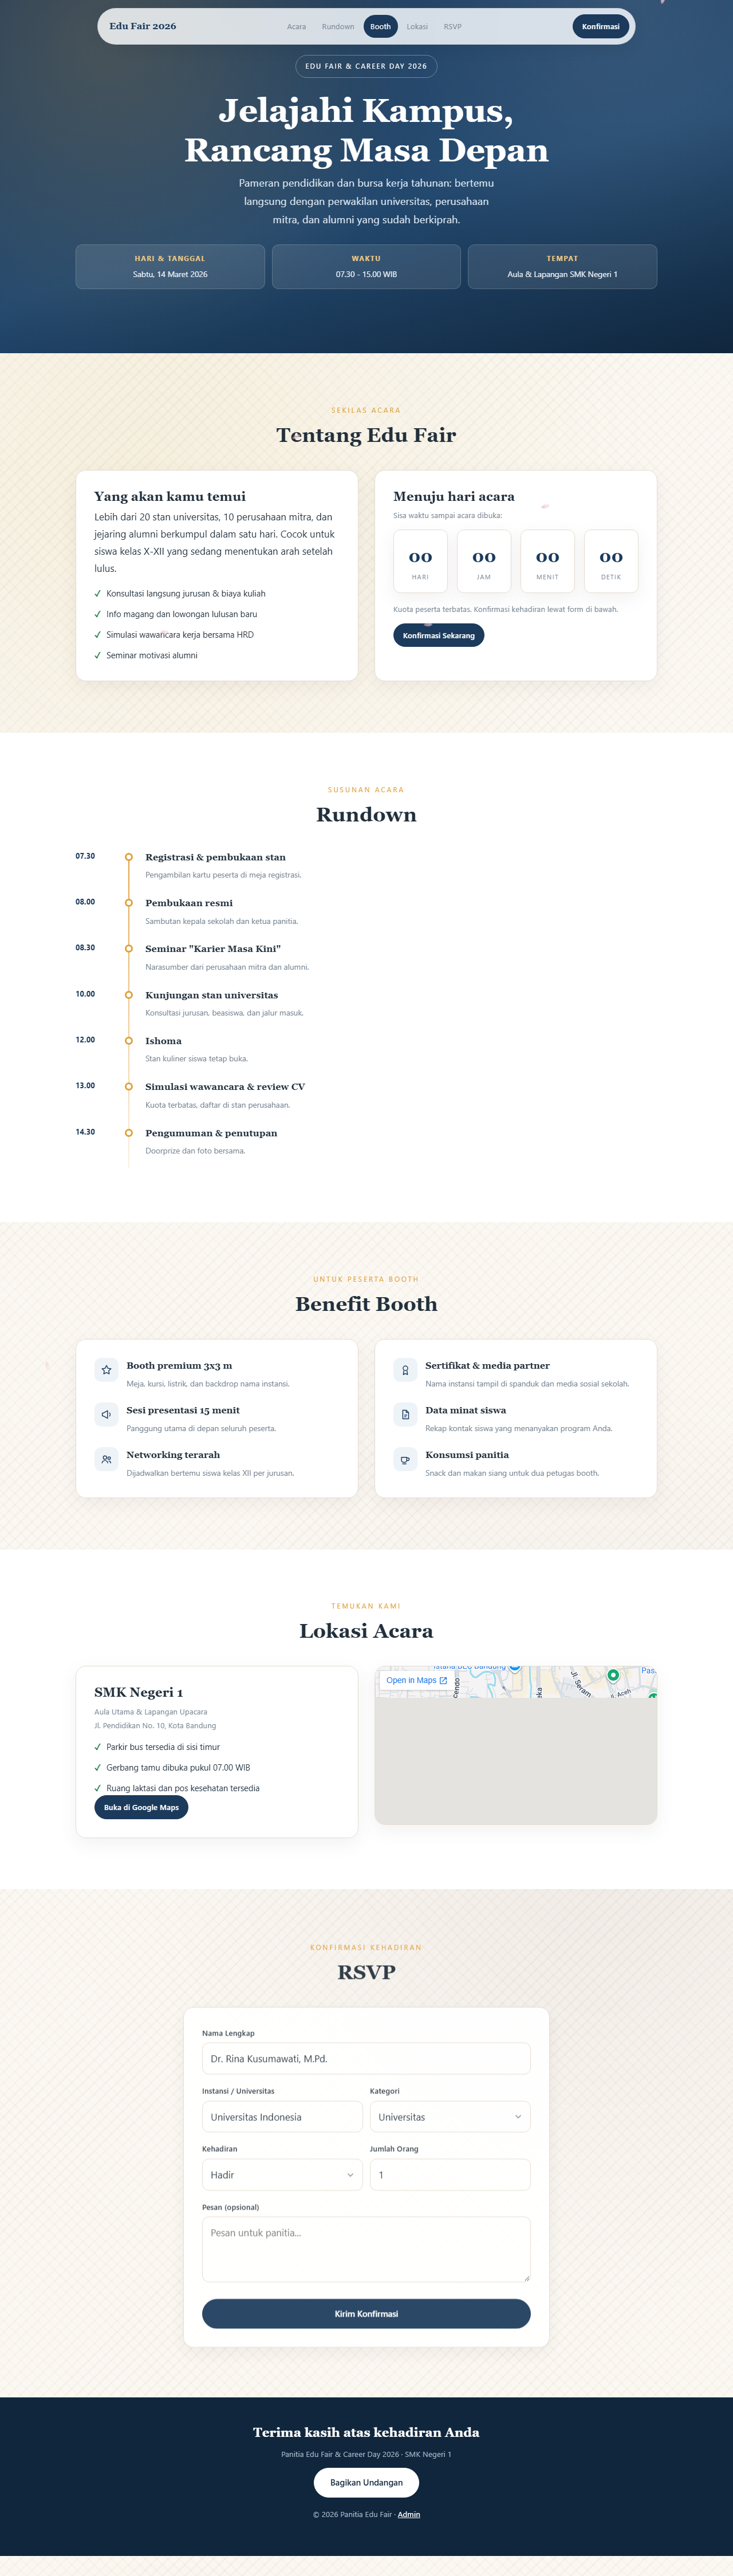 Edu Fair 2026
Acara Rundown Booth Lokasi RSVP
Konfirmasi
EDU FAIR & CAREER DAY 2026
Jelajahi Kampus,
Rancang Masa Depan
Pameran pendidikan dan bursa kerja tahunan: bertemu
langsung dengan perwakilan universitas, perusahaan
mitra, dan alumni yang sudah berkiprah.
HARI & TANGGAL
Sabtu, 14 Maret 2026
WAKTU
07.30 - 15.00 WIB
TEMPAT
Aula & Lapangan SMK Negeri 1
SEKILAS ACARA
Tentang Edu Fair
Yang akan kamu temui
Lebih dari 20 stan universitas, 10 perusahaan mitra, dan
jejaring alumni berkumpul dalam satu hari. Cocok untuk
siswa kelas X-XII yang sedang menentukan arah setelah
lulus.
✓ Konsultasi langsung jurusan & biaya kuliah
✓ Info magang dan lowongan lulusan baru
✓ Simulasi wawancara kerja bersama HRD
✓ Seminar motivasi alumni
Menuju hari acara
Sisa waktu sampai acara dibuka:
00 00 00 00
HARI JAM MENIT DETIK
Kuota peserta terbatas. Konfirmasi kehadiran lewat form di bawah.
Konfirmasi Sekarang
SUSUNAN ACARA
Rundown
07.30 Registrasi & pembukaan stan
Pengambilan kartu peserta di meja registrasi.
08.00 Pembukaan resmi
Sambutan kepala sekolah dan ketua panitia.
08.30 Seminar "Karier Masa Kini"
Narasumber dari perusahaan mitra dan alumni.
10.00 Kunjungan stan universitas
Konsultasi jurusan, beasiswa, dan jalur masuk.
12.00 Ishoma
Stan kuliner siswa tetap buka.
13.00 Simulasi wawancara & review CV
Kuota terbatas, daftar di stan perusahaan.
14.30 Pengumuman & penutupan
Doorprize dan foto bersama.
UNTUK PESERTA BOOTH
Benefit Booth
Booth premium 3x3 m
Meja, kursi, listrik, dan backdrop nama instansi.
Sesi presentasi 15 menit
Panggung utama di depan seluruh peserta.
Networking terarah
Dijadwalkan bertemu siswa kelas XII per jurusan.
Sertifikat & media partner
Nama instansi tampil di spanduk dan media sosial sekolah.
Data minat siswa
Rekap kontak siswa yang menanyakan program Anda.
Konsumsi panitia
Snack dan makan siang untuk dua petugas booth.
TEMUKAN KAMI
Lokasi Acara
SMK Negeri 1
Aula Utama & Lapangan Upacara
Jl. Pendidikan No. 10, Kota Bandung
✓ Parkir bus tersedia di sisi timur
✓ Gerbang tamu dibuka pukul 07.00 WIB
✓ Ruang laktasi dan pos kesehatan tersedia
Buka di Google Maps
Istana BEC Bandung
Open in Maps
Jl. Seram
Jl. Aceh
KONFIRMASI KEHADIRAN
RSVP
Nama Lengkap
Dr. Rina Kusumawati, M.Pd.
Instansi / Universitas
Universitas Indonesia
Kategori
Universitas
Kehadiran
Hadir
Jumlah Orang
1
Pesan (opsional)
Pesan untuk panitia...
Kirim Konfirmasi
Terima kasih atas kehadiran Anda
Panitia Edu Fair & Career Day 2026 · SMK Negeri 1
Bagikan Undangan
© 2026 Panitia Edu Fair · Admin